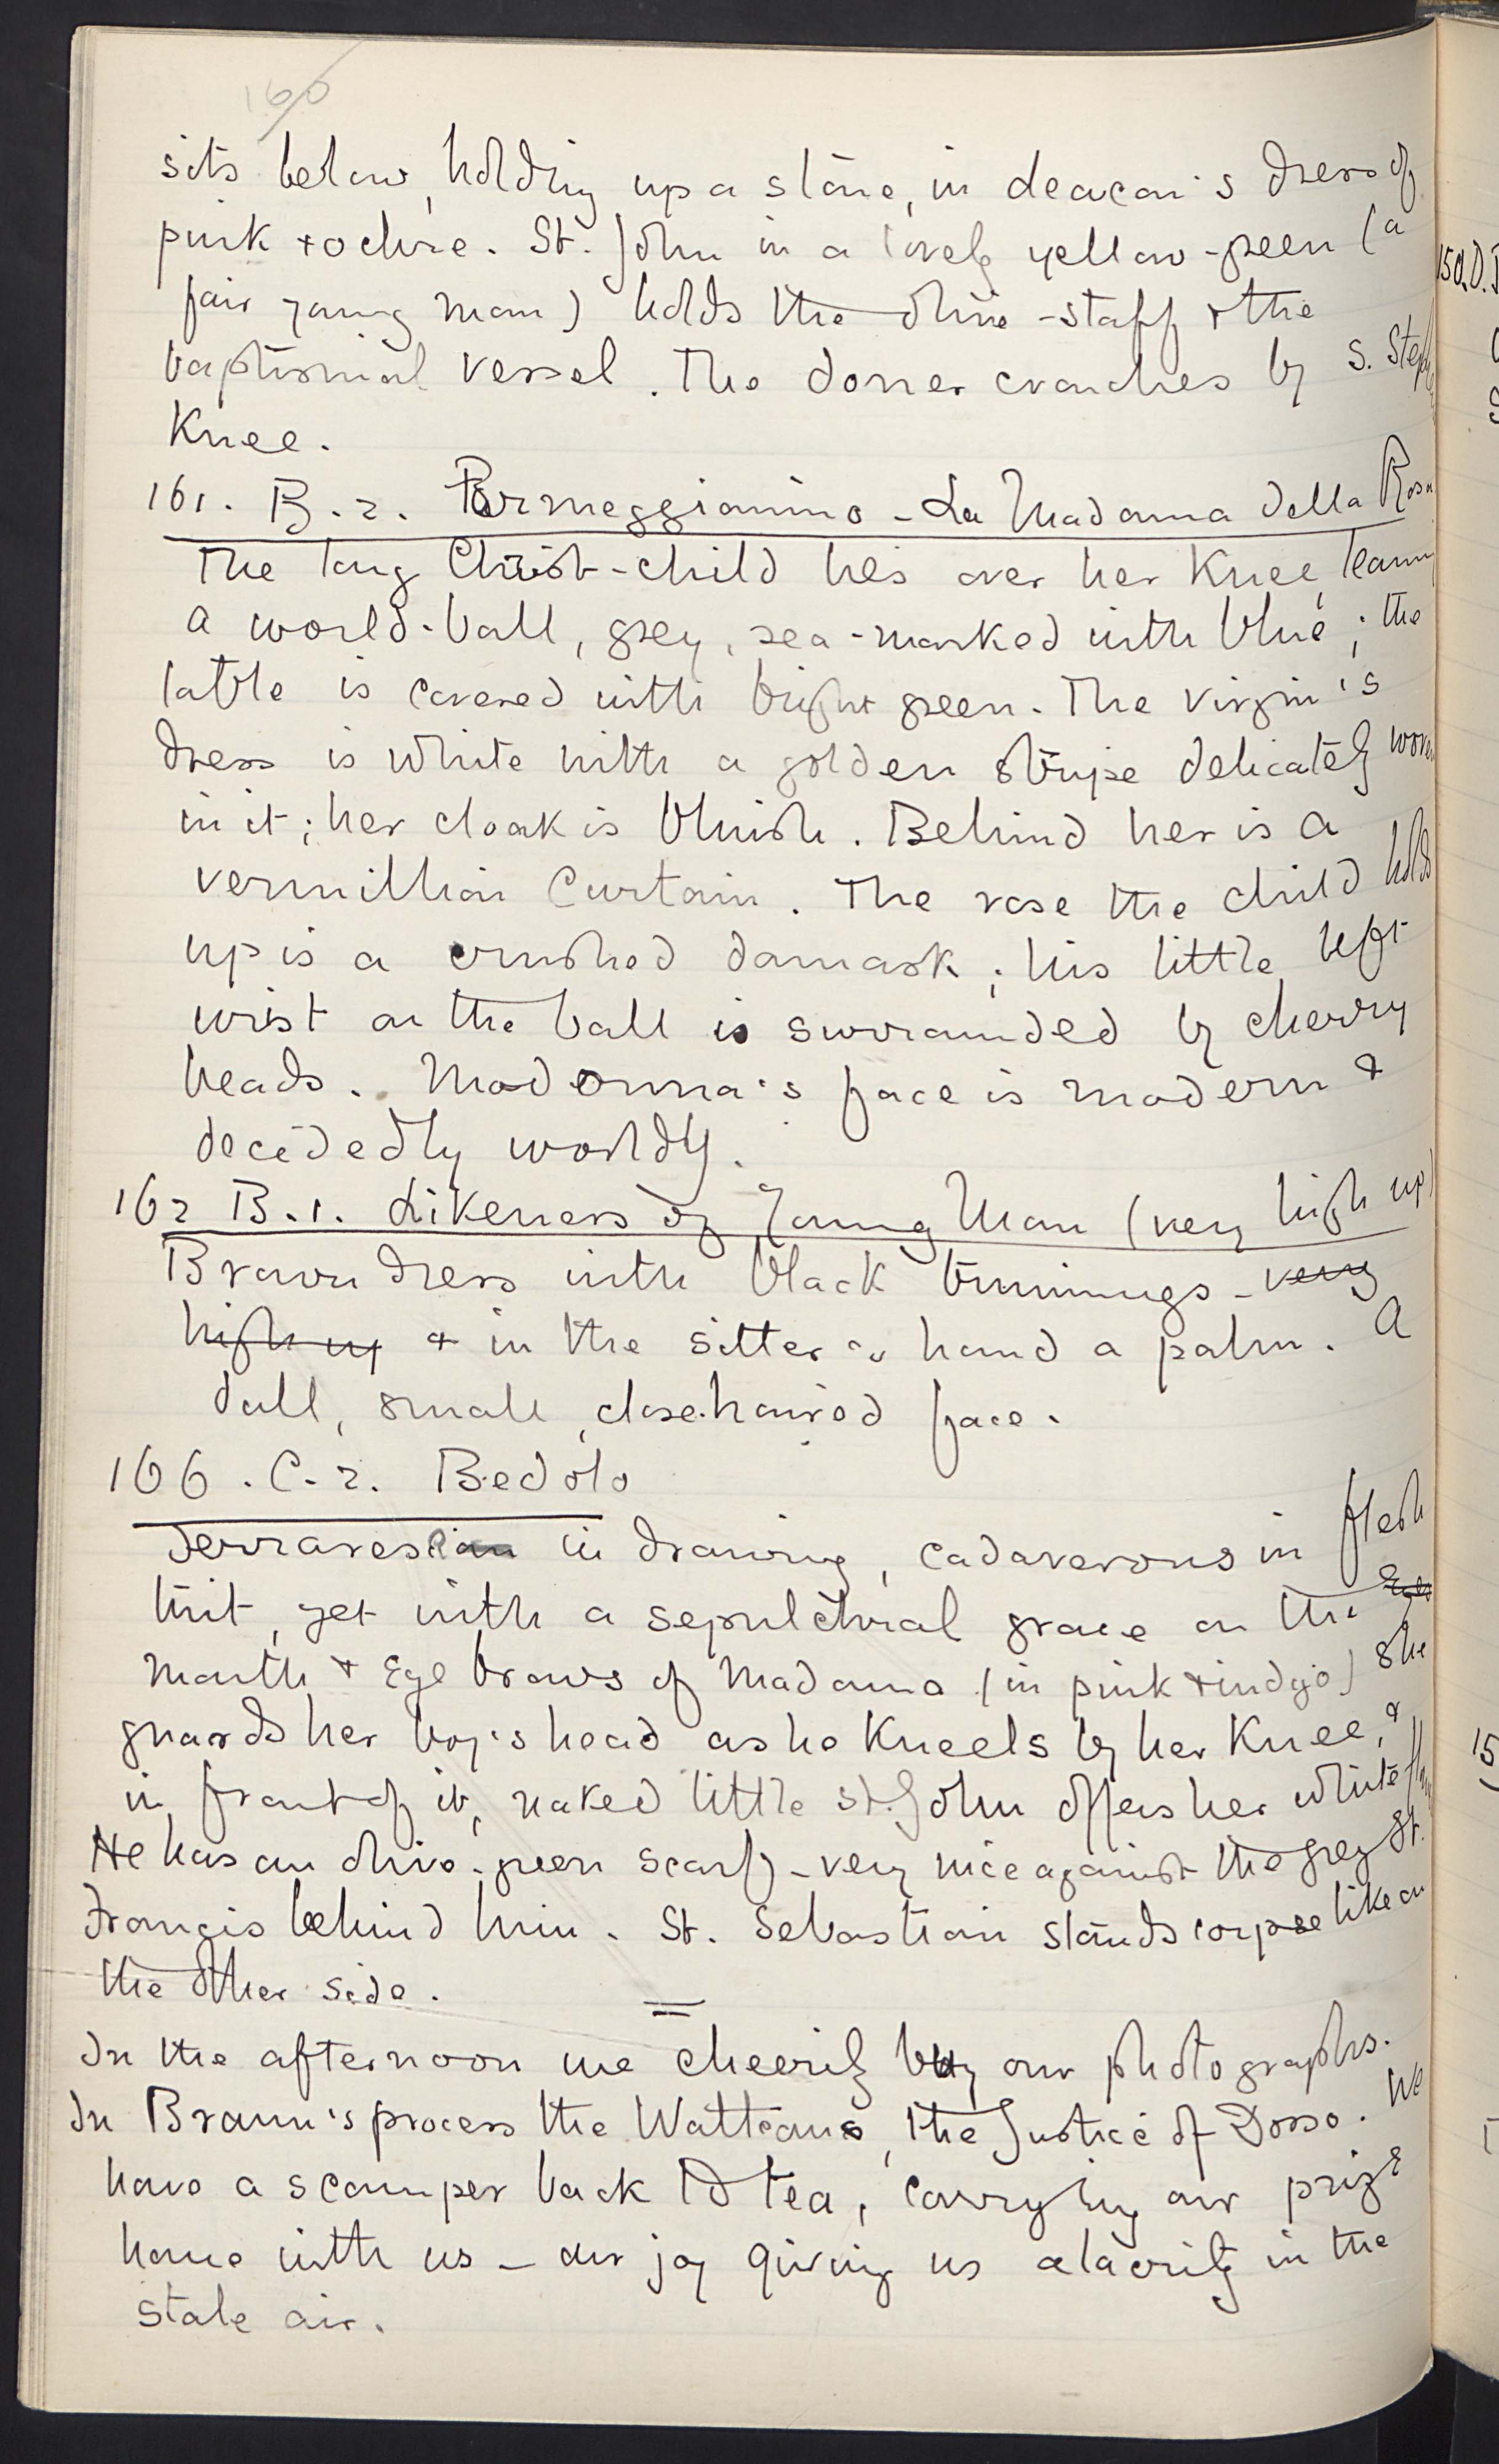 160
sits below, holding up a stone, in deacon's dress of
pink + ochre. St. John in a lovely yellow-green (a
fair young man) holds the olive-staff + the
baptismal vessel. The donner crouches by S. Steph
Knee.
161. B. 2. Parmeggianino - La Madonna della Rosa
The long Christ-child lies over her Knee, leaning
a world-ball, grey, sea-marked with blue; the
table is covered with bright green. The Virgin's
dress is white with a golden stripe delicately woven
in it; her cloak is bluish. Behind her is a
vermillion Curtain. The rose the child holds
up is a crushed damask; his little left
wrist on the ball is surrounded by cherry
beads. Madonna's face is modern &
decidedly worldly.
162 B. 1. Likeness of Young Man (very high up)
Brown dress with black trimmings - very
high up + in the sitter's hand a palm. A
dull, small, close-haired face.
166. C. 2. Bedolo
in drawing, cadaverous in flesh
tint, yet with a sepulchral grace on the Eyes
mouth + Eye brows of Madonna (in pink + indigo) she
guards her boy's head as he Kneels by her Knee, &
in front of it, naked little St. John offers her white
He has an olive-green scarf - very nice against the grey St.
Francis behind him. St. Sebastian stands corpse like on
the other side.
=
In the afternoon we cheerily buy our photographs.
In Braun's process the Watteaus, the Justice of Dosso. We
have a scamper back to tea, carrying our prize
home with us - our joy giving us alacrity in the
stale air.
150. D.
15